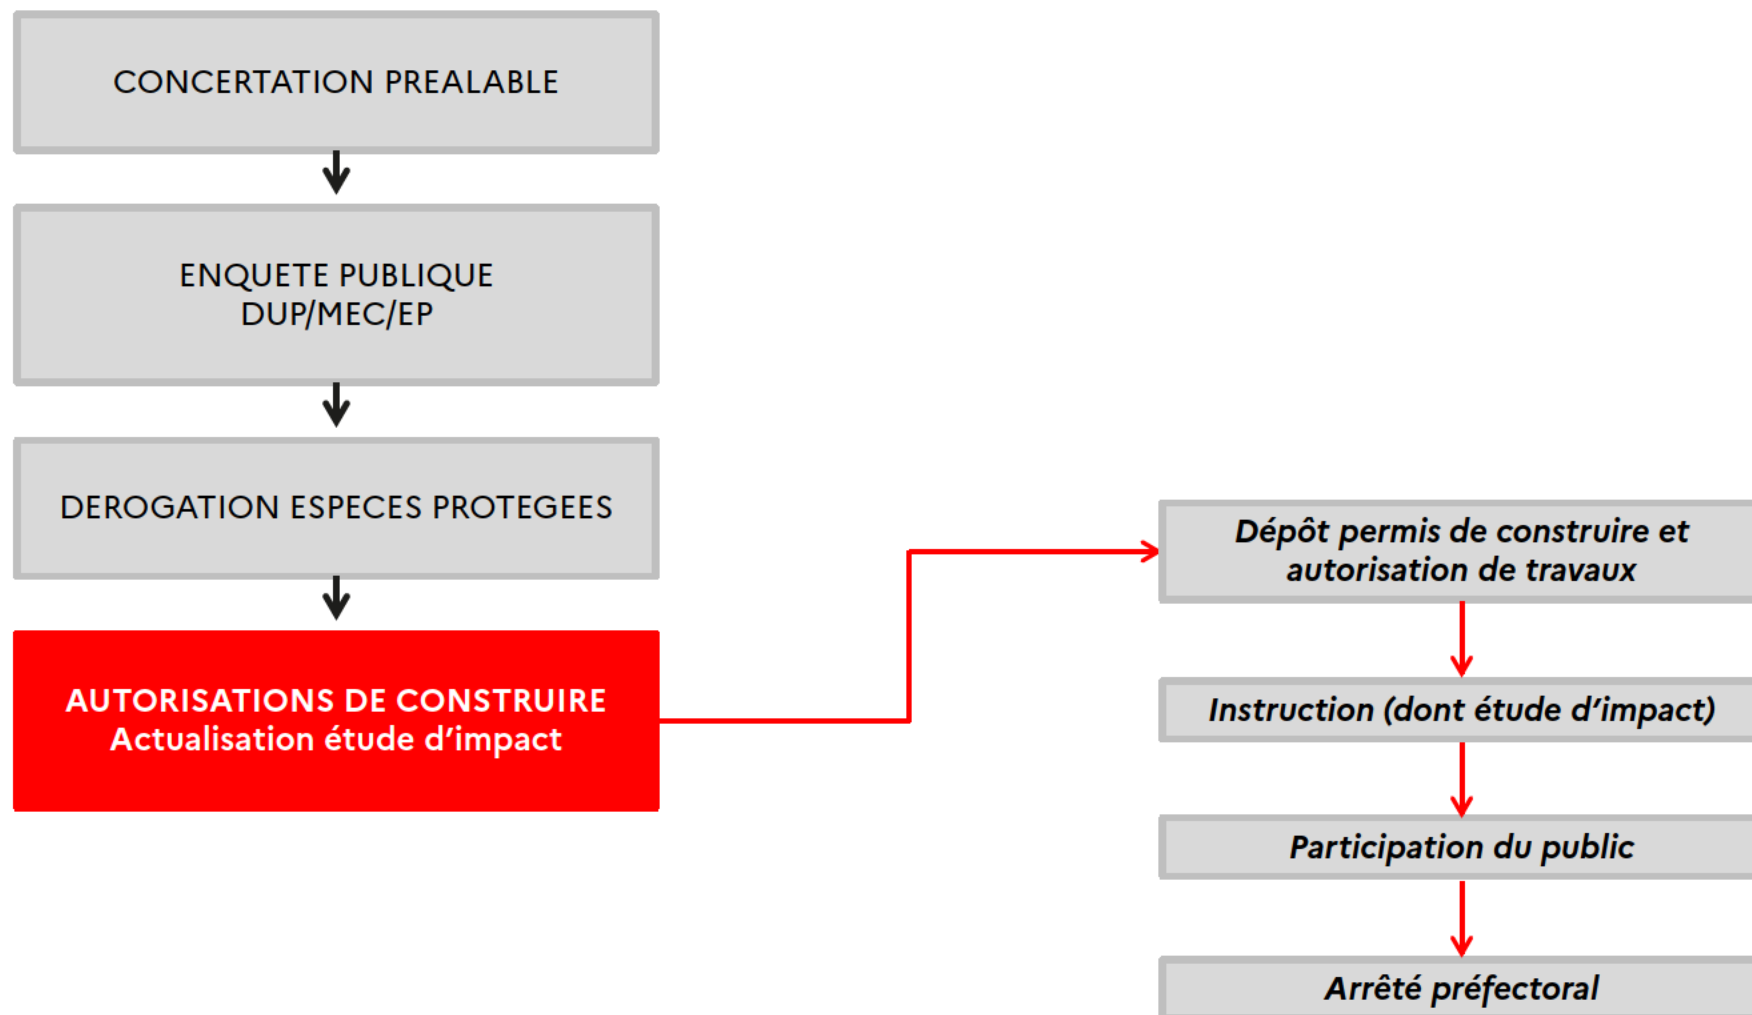 CONCERTATION PREALABLE
ENQUETE PUBLIQUE
DUP/MEC/EP
DEROGATION ESPECES PROTEGEES
AUTORISATIONS DE CONSTRUIRE
Actualisation étude d’impact
Dépôt permis de construire et
autorisation de travaux
Instruction (dont étude d’impact)
Participation du public
Arrêté préfectoral